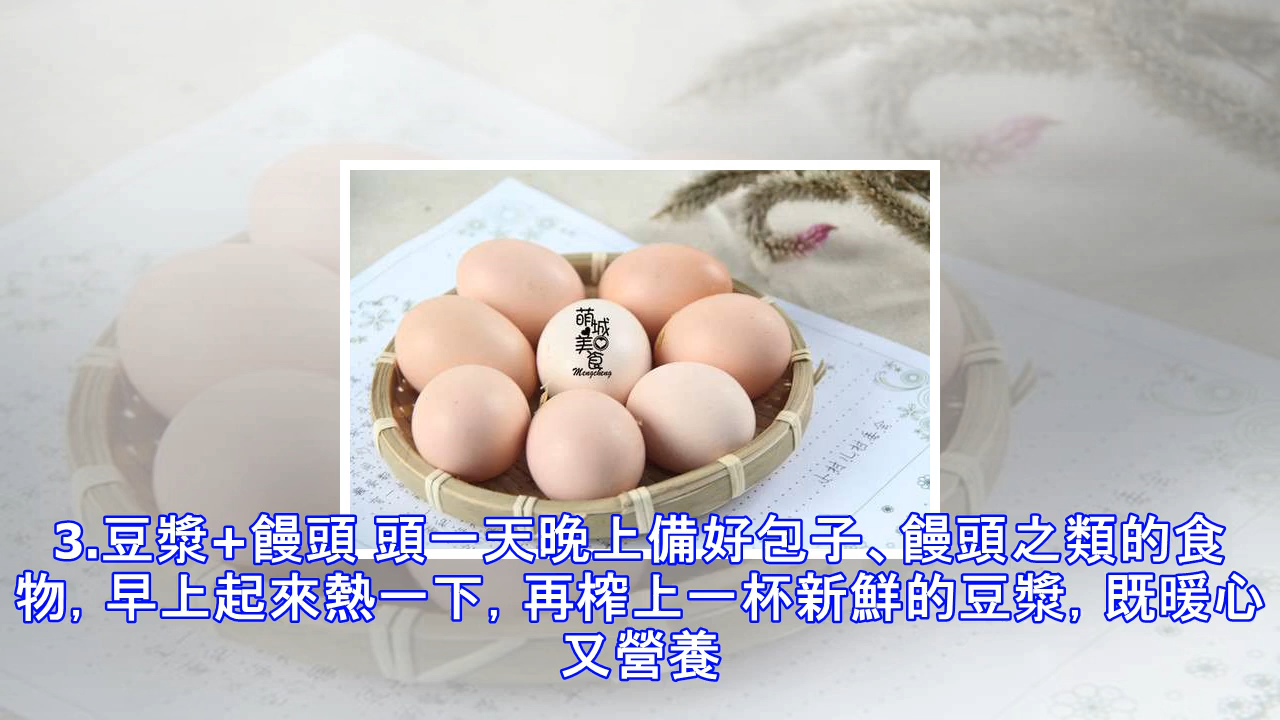 萌城
美食
Mengcheng
3.豆漿+饅頭 頭一天晚上備好包子、饅頭之類的食
物, 早上起來熱一下, 再榨上一杯新鮮的豆漿, 既暖心
又營養